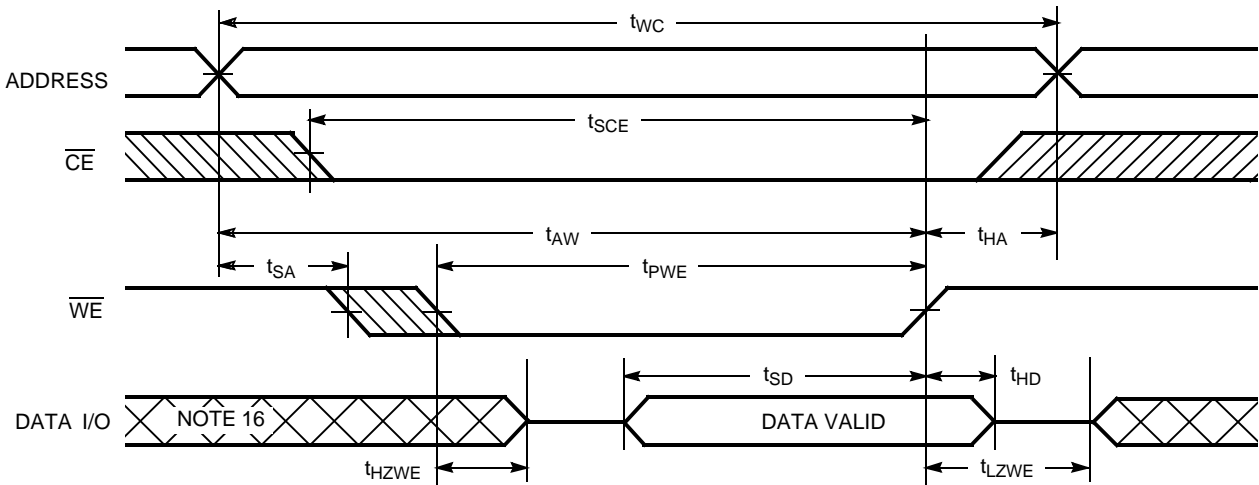 tWC
ADDRESS
tSCE
CE
tAW
tHA
tSA
tPWE
WE
tSD
tHD
DATA I/O
NOTE 16
DATA VALID
tHZWE
tLZWE